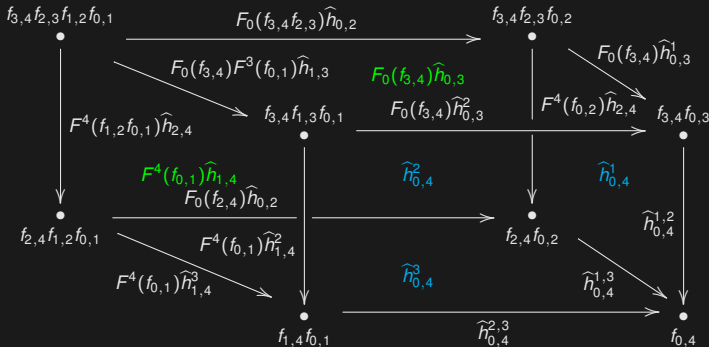 f_{3,4}f_{2,3}f_{1,2}f_{0,1}
f_{3,4}f_{2,3}f_{0,2}
F_0(f_{3,4}f_{2,3})\widehat{h}_{0,2}
F_0(f_{3,4})\widehat{h}^1_{0,3}
F_0(f_{3,4})F^3(f_{0,1})\widehat{h}_{1,3}
F_0(f_{3,4})\widehat{h}_{0,3}
F_0(f_{3,4})\widehat{h}^2_{0,3}
F^4(f_{0,2})\widehat{h}_{2,4}
f_{3,4}f_{1,3}f_{0,1}
f_{3,4}f_{0,3}
F^4(f_{1,2}f_{0,1})\widehat{h}_{2,4}
F^4(f_{0,1})\widehat{h}_{1,4}
\widehat{h}^2_{0,4}
\widehat{h}^1_{0,4}
F_0(f_{2,4})\widehat{h}_{0,2}
\widehat{h}^{1,2}_{0,4}
f_{2,4}f_{1,2}f_{0,1}
f_{2,4}f_{0,2}
F^4(f_{0,1})\widehat{h}^2_{1,4}
F^4(f_{0,1})\widehat{h}^3_{1,4}
\widehat{h}^3_{0,4}
\widehat{h}^{1,3}_{0,4}
f_{1,4}f_{0,1}
\widehat{h}^{2,3}_{0,4}
f_{0,4}